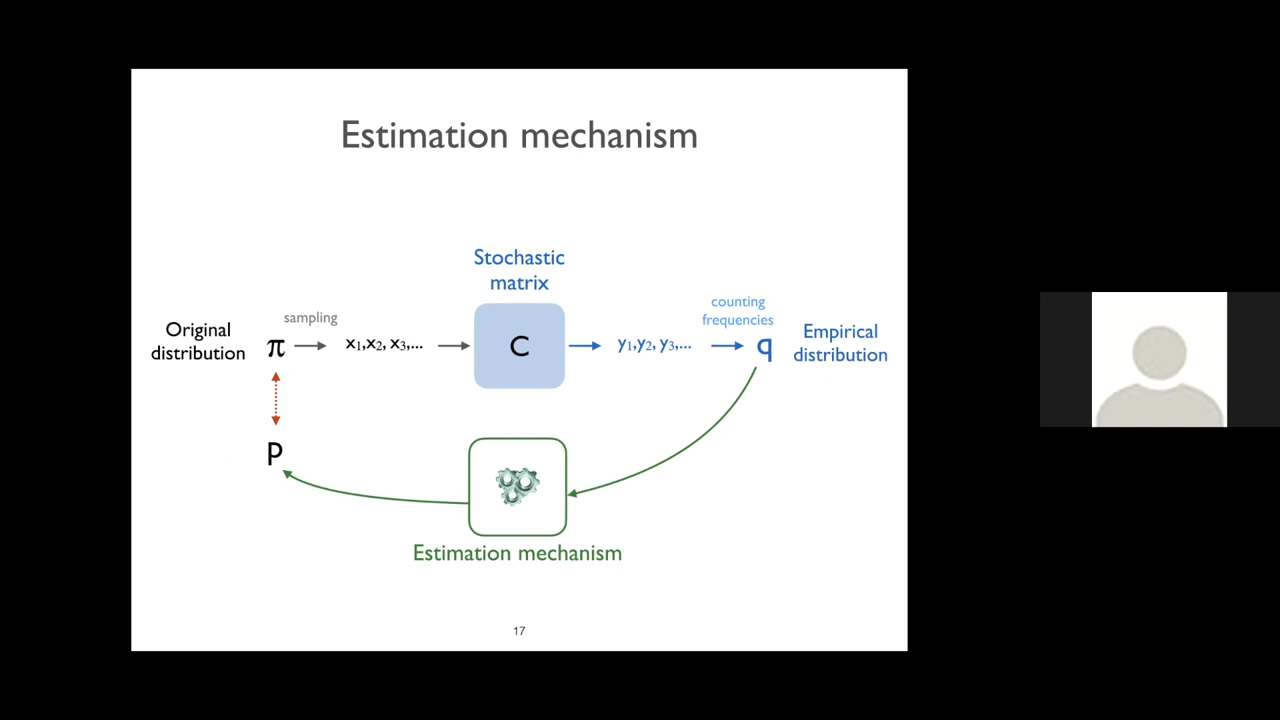 Estimation mechanism
Stochastic
matrix
counting
frequencies
sampling
Original
distribution
π
x₁,x₂, x₃,...
C
y₁,y₂, y₃,...
q
Empirical
distribution
p
Estimation mechanism
17